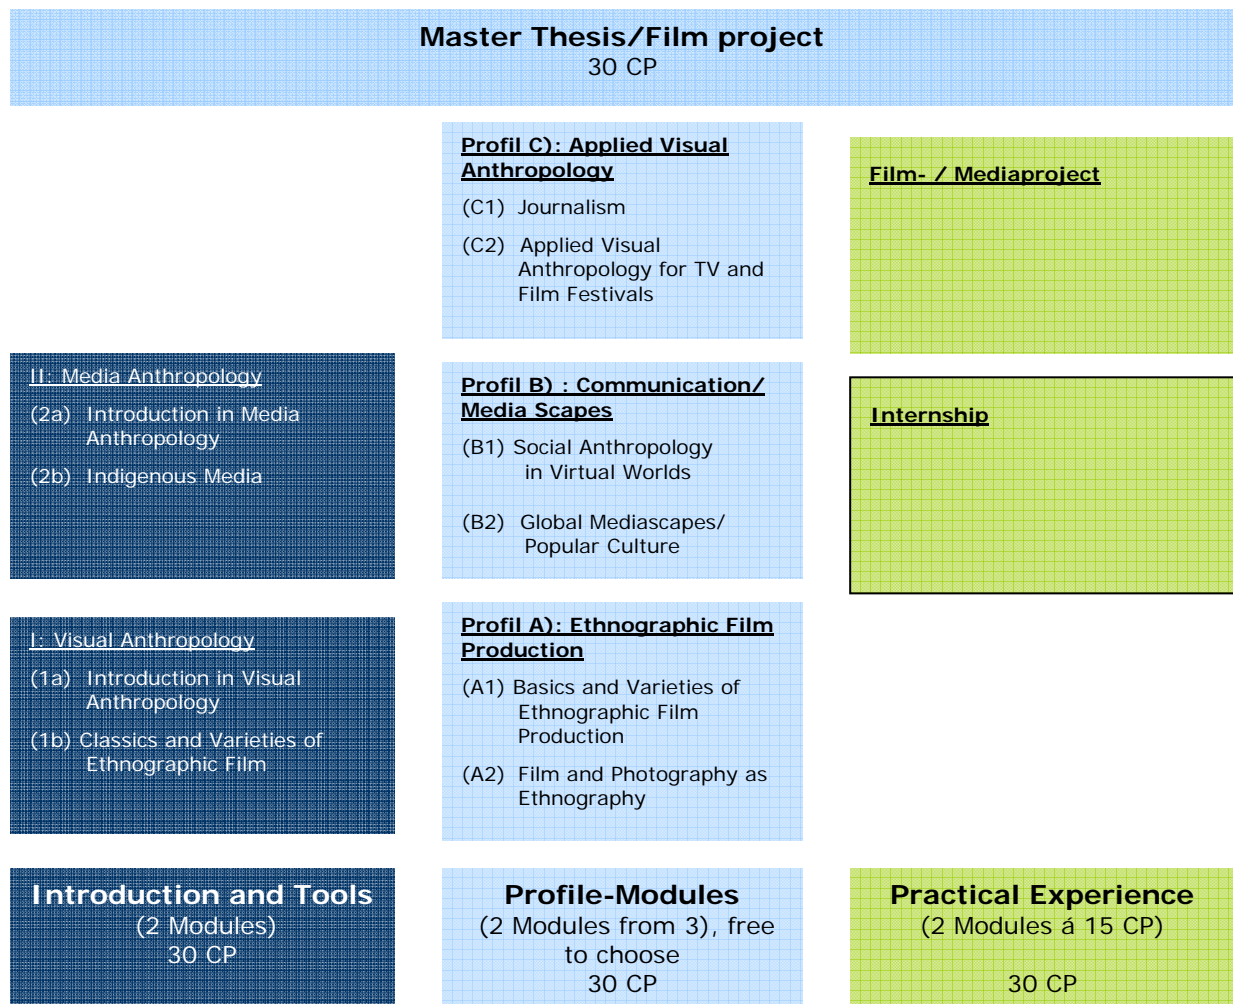 Master Thesis/Film project
30 CP
Profil C): Applied Visual
Anthropology
(C1) Journalism
(C2) Applied Visual
Anthropology for TV and
Film Festivals
Film- / Mediaproject
II: Media Anthropology
(2a) Introduction in Media
Anthropology
(2b) Indigenous Media
Profil B) : Communication/
Media Scapes
(B1) Social Anthropology
in Virtual Worlds
(B2) Global Mediascapes/
Popular Culture
Internship
I: Visual Anthropology
(1a) Introduction in Visual
Anthropology
(1b) Classics and Varieties of
Ethnographic Film
Profil A): Ethnographic Film
Production
(A1) Basics and Varieties of
Ethnographic Film
Production
(A2) Film and Photography as
Ethnography
Introduction and Tools
(2 Modules)
30 CP
Profile-Modules
(2 Modules from 3), free
to choose
30 CP
Practical Experience
(2 Modules á 15 CP)
30 CP